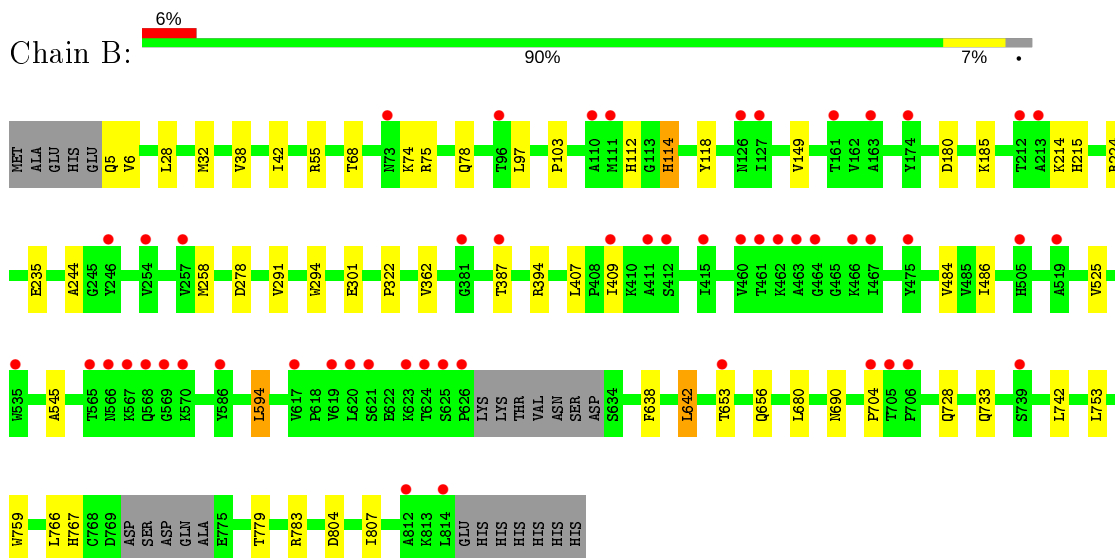 6%
Chain B:
90% 7% •
MET ALA GLU HIS GLU Q5 V6 L28 M32 V38 I42 R55 T68 N73 K74 R75 Q78 T96 L97 P103 A110 M111 H112 G113 H114 Y118 N126 I127 V149 T161 V162 A163 Y174 D180 K185 T212 A213 K214 H215
E235 A244 G245 Y246 V254 V257 M258 D278 V291 W294 E301 P322 V362 G381 T387 R394 L407 P408 I409 K410 A411 S412 I415 V460 T461 K462 A463 G464 G465 K466 I467 Y475 V484 V485 I486 H505 A519 V525
W535 A545 T565 N566 K567 Q568 G569 K570 Y586 L594 V617 P618 Y619 L620 S621 E622 K623 T624 S625 P626 LYS LYS THR VAL ASN SER ASP S634 F638 L642 T653 Q656 L680 N690 P704 T705 P706 Q728 Q733 S739 L742 L753
W759 L766 H767 C768 D769 ASP SER ASP GLN ALA E775 T779 R783 D804 I807 A812 K813 L814 GLU HIS HIS HIS HIS HIS HIS